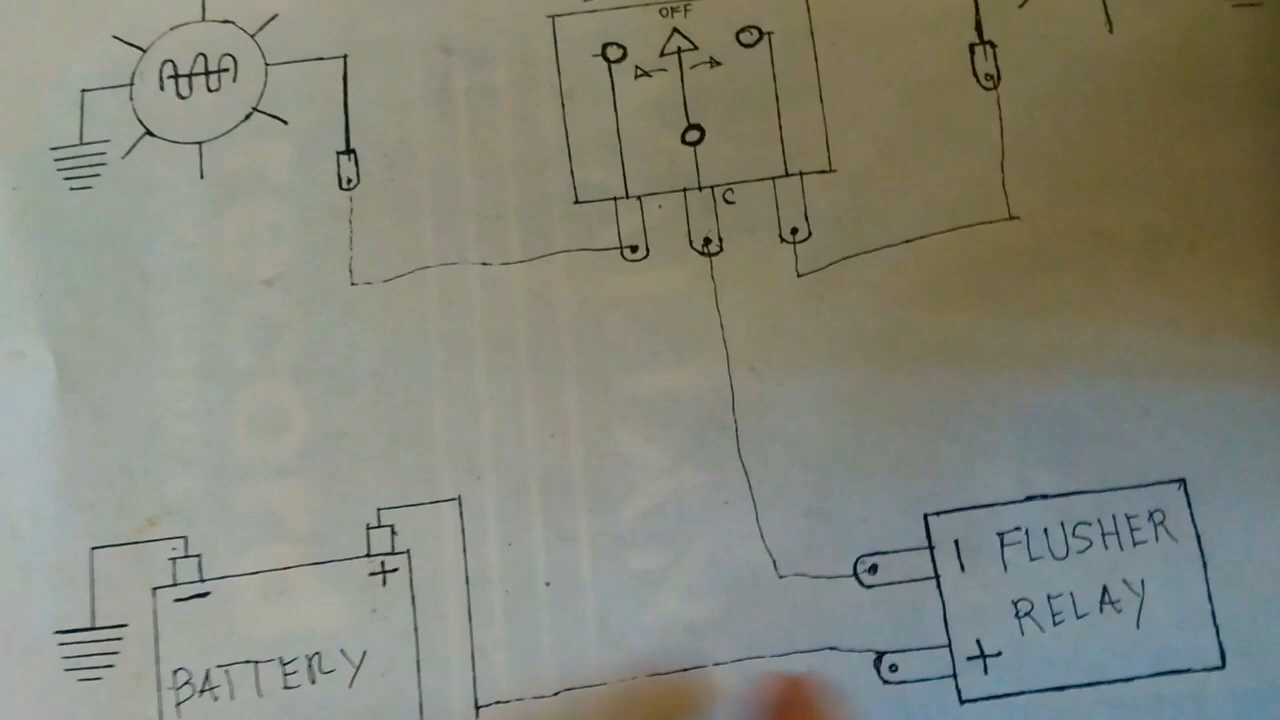 OFF
C
I FLUSHER
RELAY
+
+
−
BATTERY